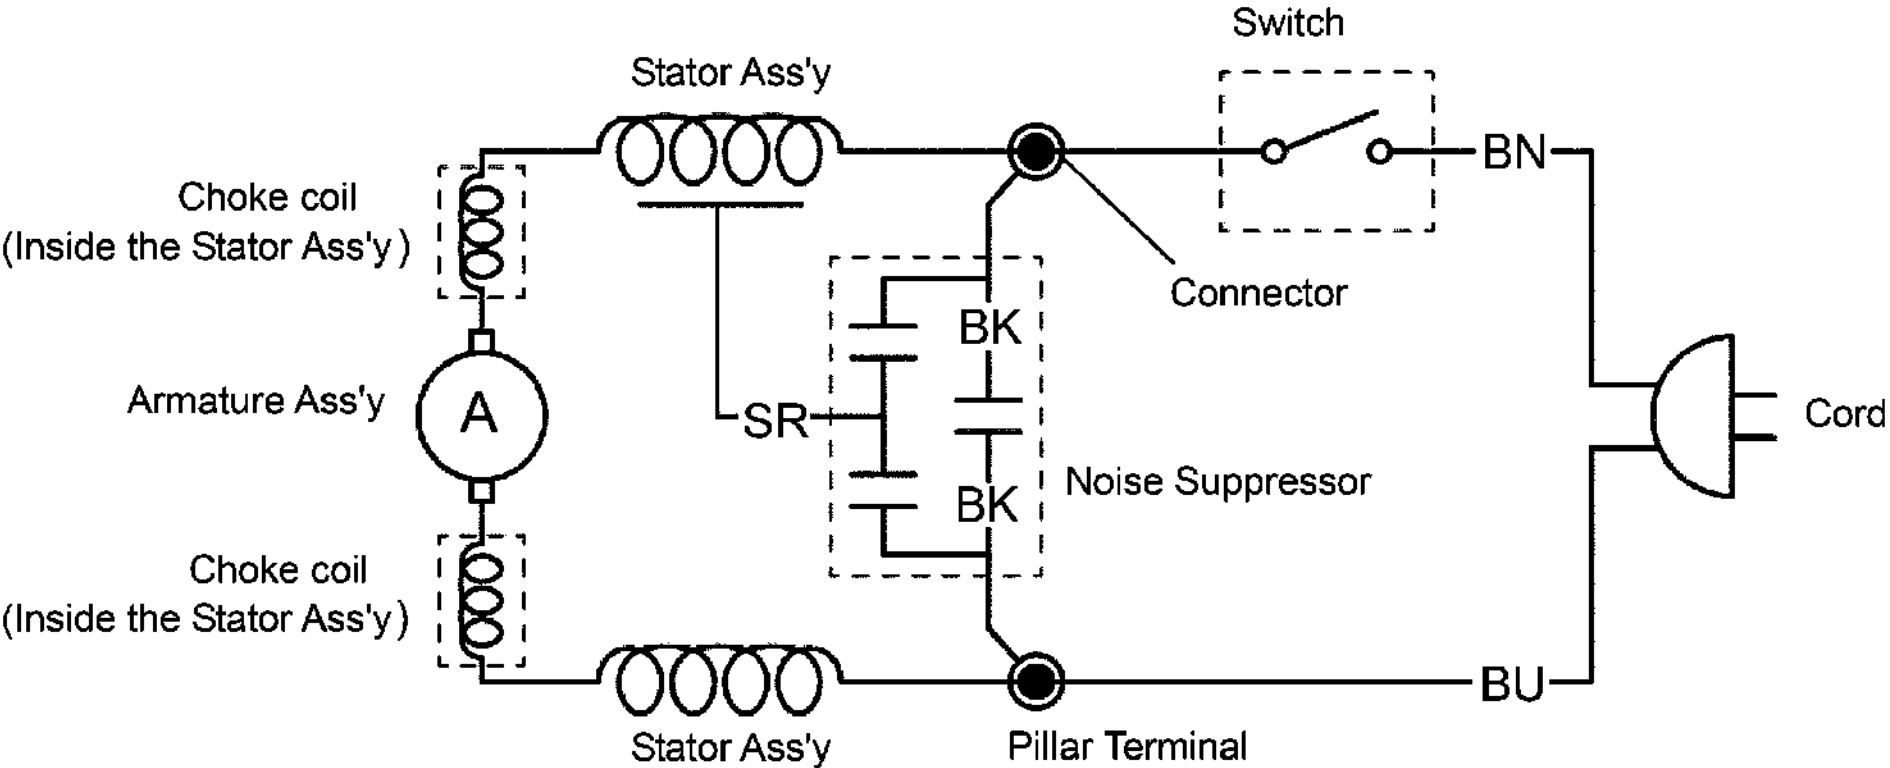 Switch
Stator Ass'y
BN
Choke coil
(Inside the Stator Ass'y)
Connector
BK
Armature Ass'y
A
SR
Cord
Noise Suppressor
BK
Choke coil
(Inside the Stator Ass'y)
BU
Stator Ass'y
Pillar Terminal